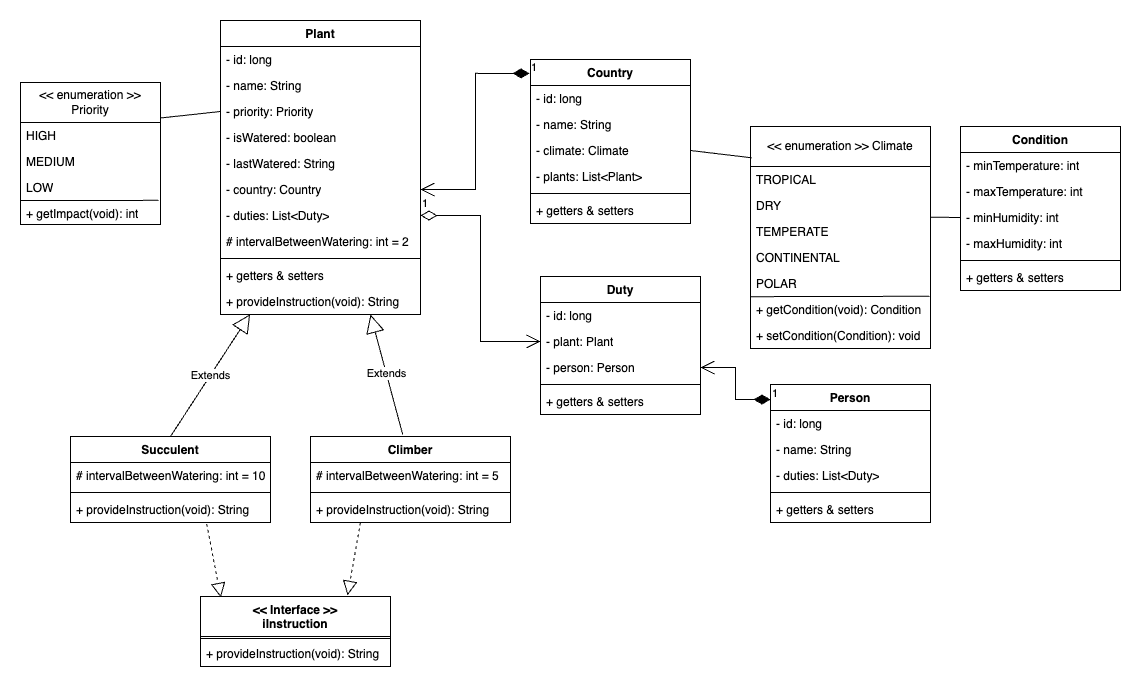 Plant
- id: long
- name: String
- priority: Priority
- isWatered: boolean
- lastWatered: String
- country: Country
- duties: List<Duty>
# intervalBetweenWatering: int = 2
+ getters & setters
+ provideInstruction(void): String
<< enumeration >>
Priority
HIGH
MEDIUM
LOW
+ getImpact(void): int
1
Country
- id: long
- name: String
- climate: Climate
- plants: List<Plant>
+ getters & setters
<< enumeration >> Climate
TROPICAL
DRY
TEMPERATE
CONTINENTAL
POLAR
+ getCondition(void): Condition
+ setCondition(Condition): void
Condition
- minTemperature: int
- maxTemperature: int
- minHumidity: int
- maxHumidity: int
+ getters & setters
1
Duty
- id: long
- plant: Plant
- person: Person
+ getters & setters
1
Person
- id: long
- name: String
- duties: List<Duty>
+ getters & setters
Extends
Extends
Succulent
# intervalBetweenWatering: int = 10
+ provideInstruction(void): String
Climber
# intervalBetweenWatering: int = 5
+ provideInstruction(void): String
<< Interface >>
iInstruction
+ provideInstruction(void): String